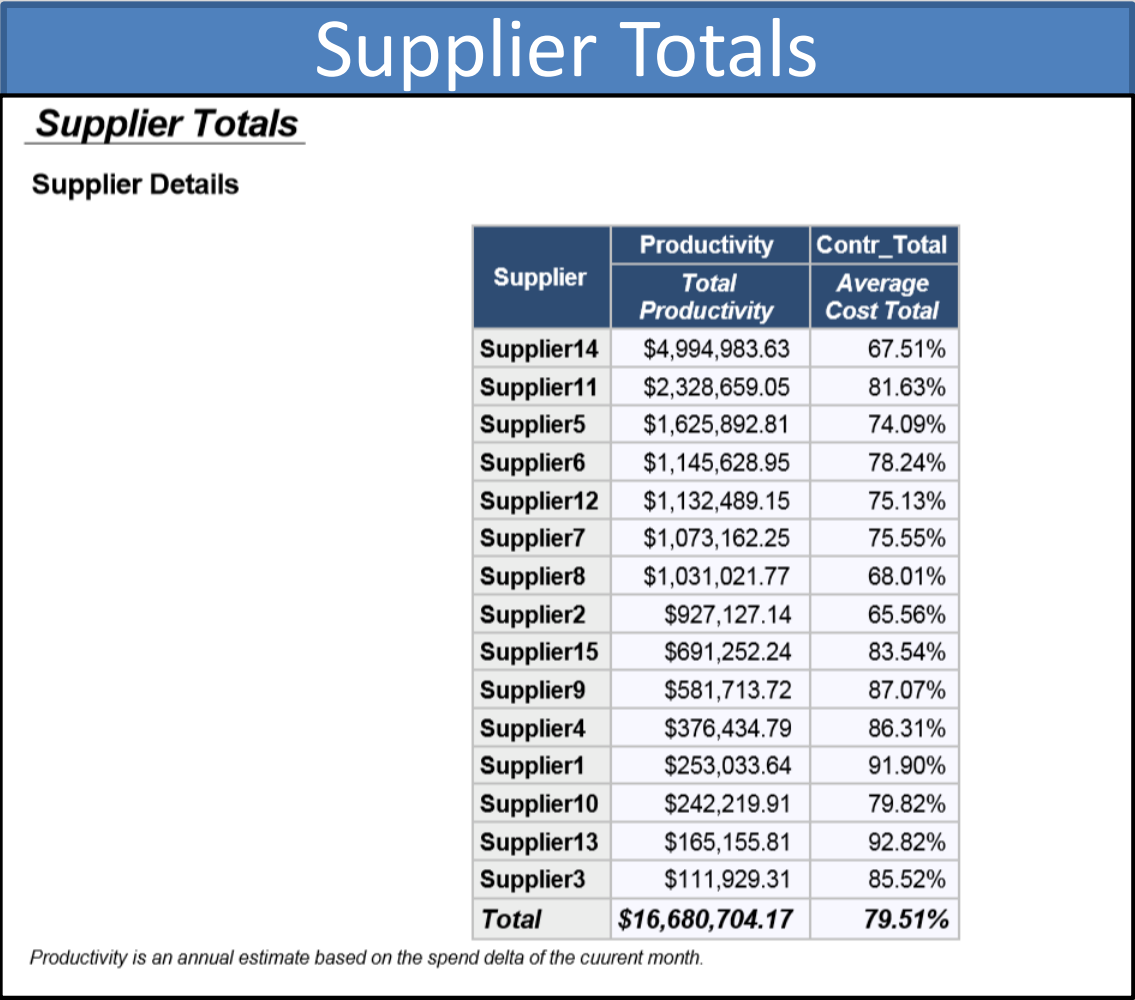 Supplier Totals
Supplier Totals
Supplier Details
Supplier Productivity Contr_Total
Total Productivity Average Cost Total
Supplier14 $4,994,983.63 67.51%
Supplier11 $2,328,659.05 81.63%
Supplier5 $1,625,892.81 74.09%
Supplier6 $1,145,628.95 78.24%
Supplier12 $1,132,489.15 75.13%
Supplier7 $1,073,162.25 75.55%
Supplier8 $1,031,021.77 68.01%
Supplier2 $927,127.14 65.56%
Supplier15 $691,252.24 83.54%
Supplier9 $581,713.72 87.07%
Supplier4 $376,434.79 86.31%
Supplier1 $253,033.64 91.90%
Supplier10 $242,219.91 79.82%
Supplier13 $165,155.81 92.82%
Supplier3 $111,929.31 85.52%
Total $16,680,704.17 79.51%
Productivity is an annual estimate based on the spend delta of the cuurent month.